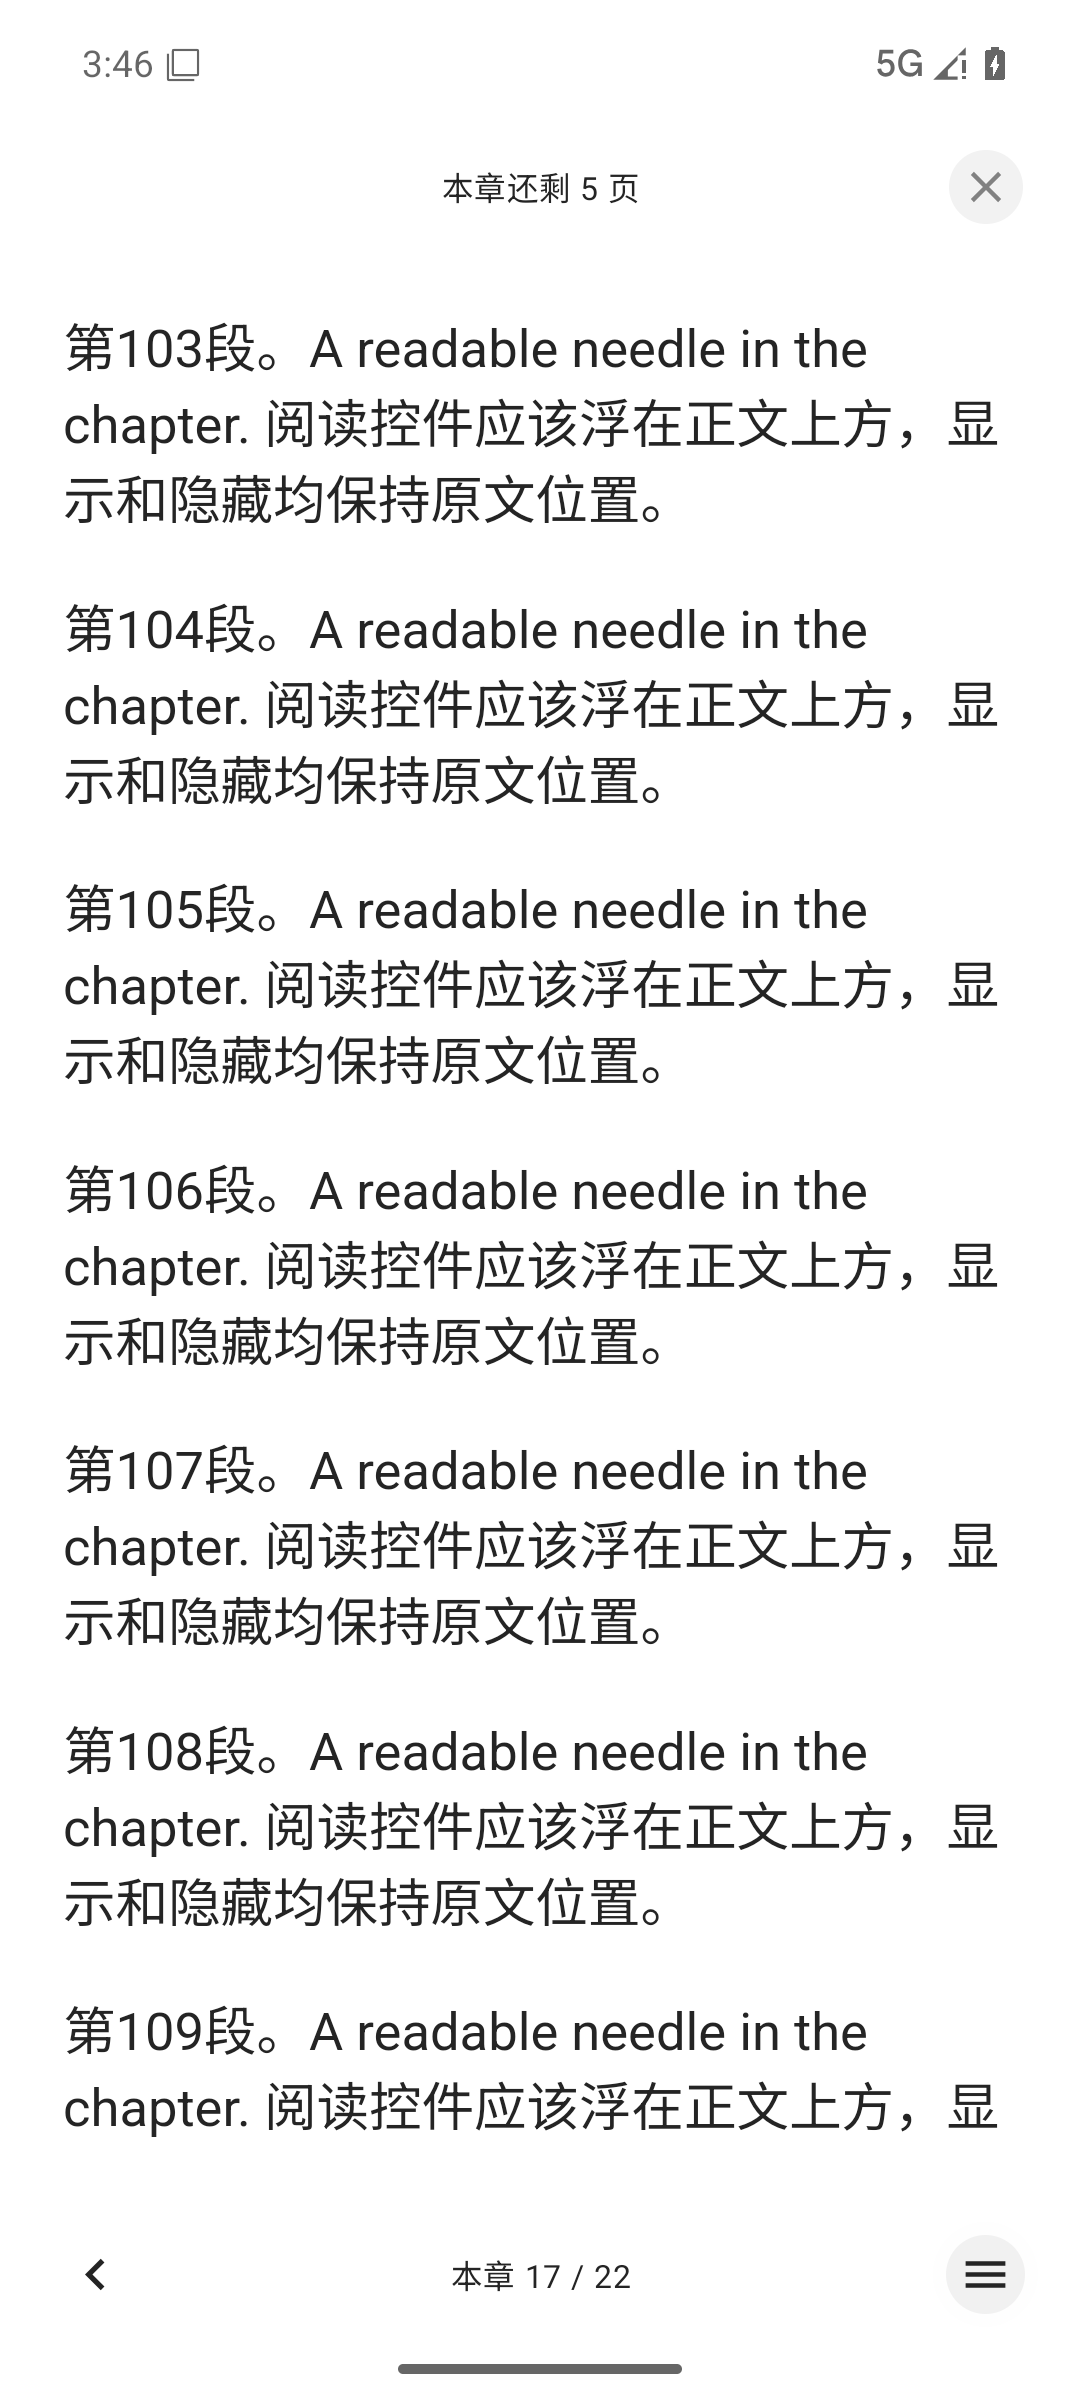 3:46
5G
本章还剩 5 页
第103段。A readable needle in the
chapter. 阅读控件应该浮在正文上方，显
示和隐藏均保持原文位置。
第104段。A readable needle in the
chapter. 阅读控件应该浮在正文上方，显
示和隐藏均保持原文位置。
第105段。A readable needle in the
chapter. 阅读控件应该浮在正文上方，显
示和隐藏均保持原文位置。
第106段。A readable needle in the
chapter. 阅读控件应该浮在正文上方，显
示和隐藏均保持原文位置。
第107段。A readable needle in the
chapter. 阅读控件应该浮在正文上方，显
示和隐藏均保持原文位置。
第108段。A readable needle in the
chapter. 阅读控件应该浮在正文上方，显
示和隐藏均保持原文位置。
第109段。A readable needle in the
chapter. 阅读控件应该浮在正文上方，显
本章 17 / 22